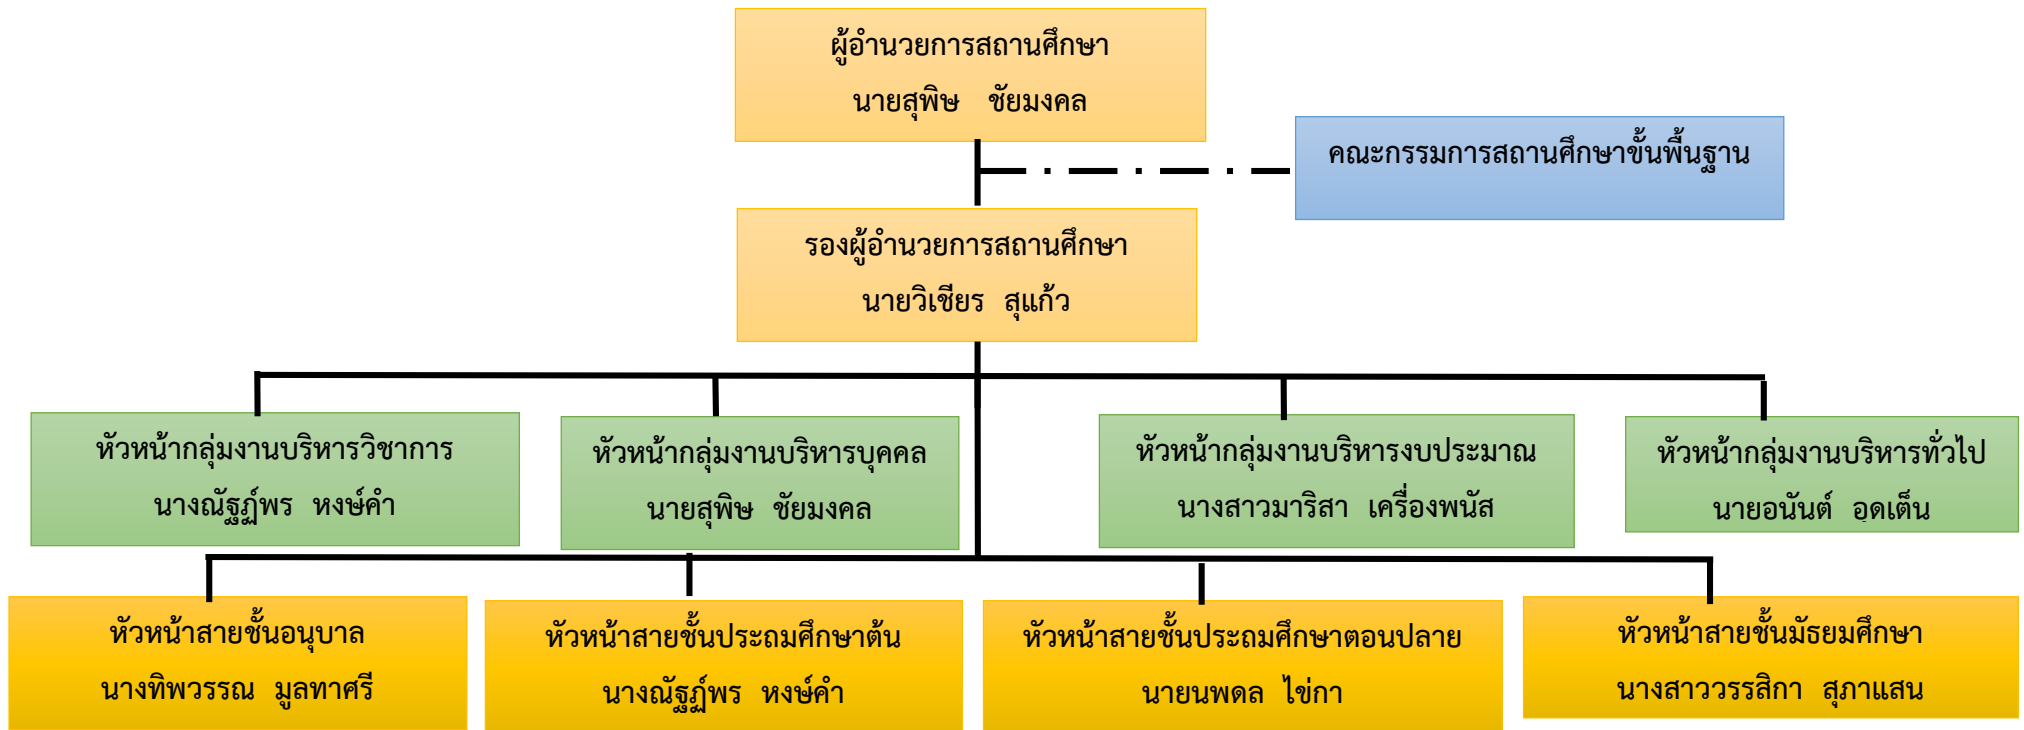 ผู้อำนวยการสถานศึกษา
นายสุพิษ ชัยมงคล
คณะกรรมการสถานศึกษาขั้นพื้นฐาน
รองผู้อำนวยการสถานศึกษา
นายวิเชียร สุแก้ว
หัวหน้ากลุ่มงานบริหารวิชาการ
นางณัฐฏ์พร หงษ์คำ
หัวหน้ากลุ่มงานบริหารบุคคล
นายสุพิษ ชัยมงคล
หัวหน้ากลุ่มงานบริหารงบประมาณ
นางสาวมาริสา เครื่องพนัส
หัวหน้ากลุ่มงานบริหารทั่วไป
นายอนันต์ อุดเต็น
หัวหน้าสายชั้นอนุบาล
นางทิพวรรณ มูลทาศรี
หัวหน้าสายชั้นประถมศึกษาต้น
นางณัฐฏ์พร หงษ์คำ
หัวหน้าสายชั้นประถมศึกษาตอนปลาย
นายนพดล ไข่กา
หัวหน้าสายชั้นมัธยมศึกษา
นางสาววรรสิกา สุภาแสน